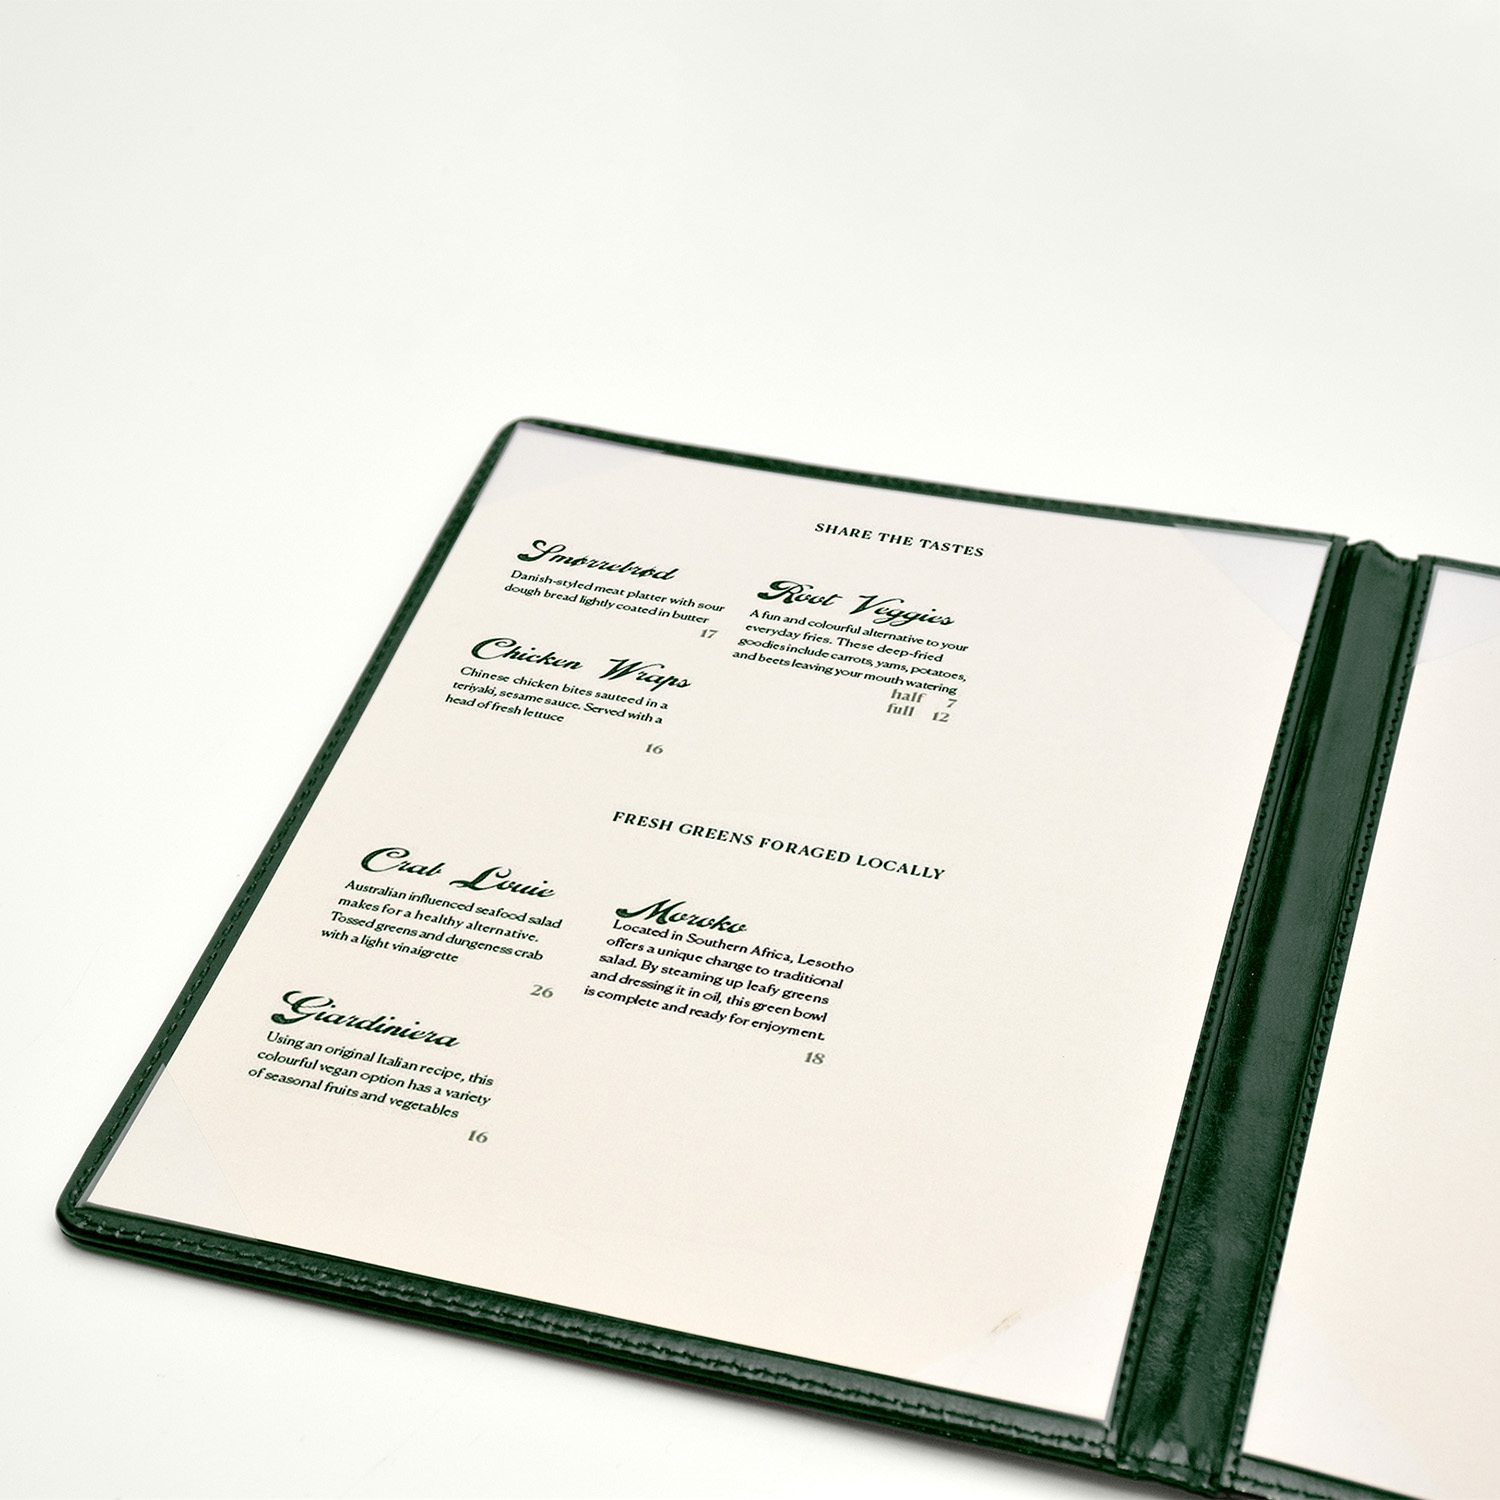 SHARE THE TASTES
Smørrebrød
Danish-styled meat platter with sour
dough bread lightly coated in butter
17
Chicken Wraps
Chinese chicken bites sauteed in a
teriyaki, sesame sauce. Served with a
head of fresh lettuce
16
Root Veggies
A fun and colourful alternative to your
everyday fries. These deep-fried
goodies include carrots, yams, potatoes,
and beets leaving your mouth watering
half 7
full 12
FRESH GREENS FORAGED LOCALLY
Crab Louie
Australian influenced seafood salad
makes for a healthy alternative.
Tossed greens and dungeness crab
with a light vinaigrette
26
Giardiniera
Using an original Italian recipe, this
colourful vegan option has a variety
of seasonal fruits and vegetables
16
Moroko
Located in Southern Africa, Lesotho
offers a unique change to traditional
salad. By steaming up leafy greens
and dressing it in oil, this green bowl
is complete and ready for enjoyment.
18